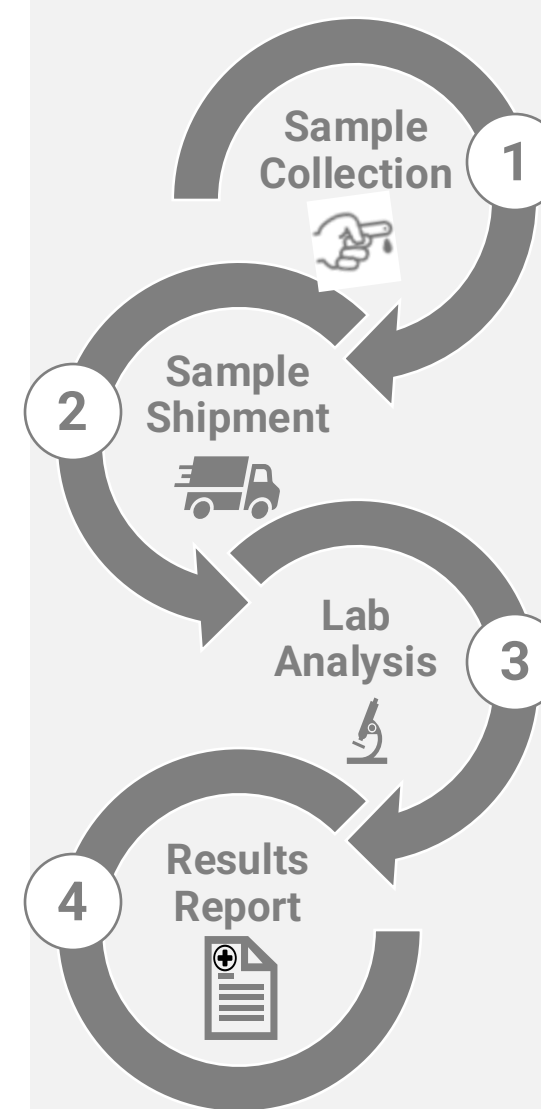 Sample
Collection
1
Sample
Shipment
2
Lab
Analysis
3
Results
Report
4